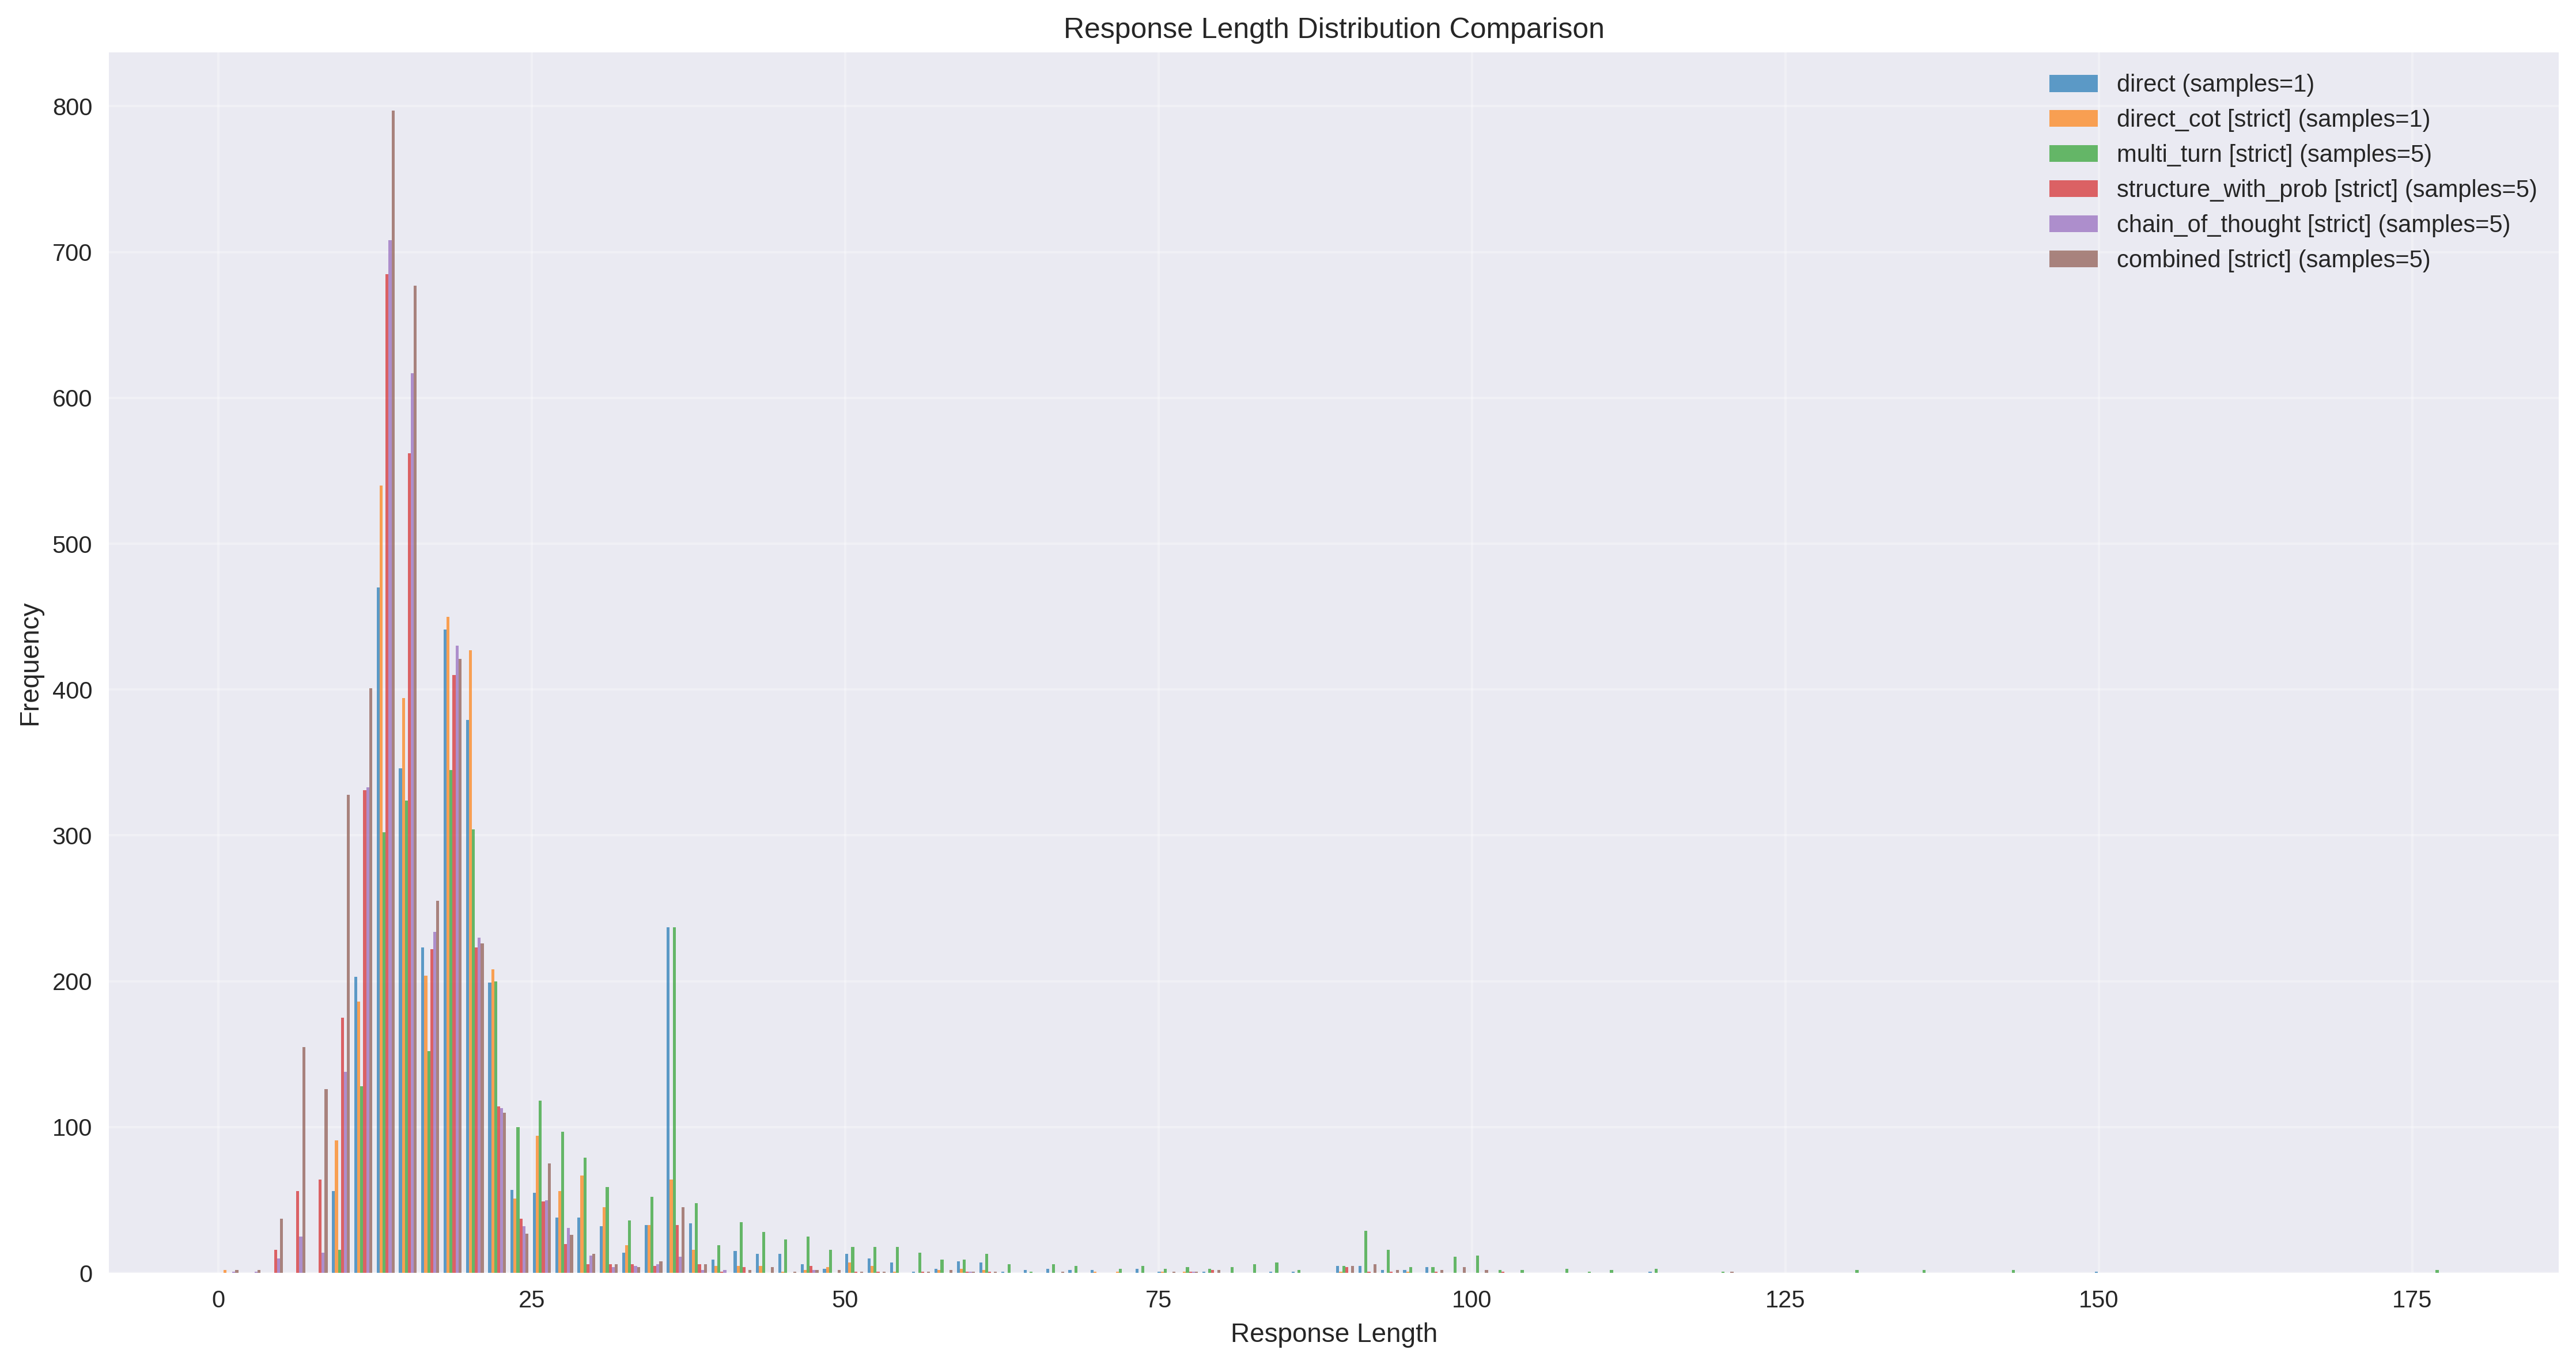 Response Length Distribution Comparison
direct (samples=1)
direct_cot [strict] (samples=1)
multi_turn [strict] (samples=5)
structure_with_prob [strict] (samples=5)
chain_of_thought [strict] (samples=5)
combined [strict] (samples=5)
800
700
600
500
400
300
200
100
0
Frequency
0 25 50 75 100 125 150 175
Response Length